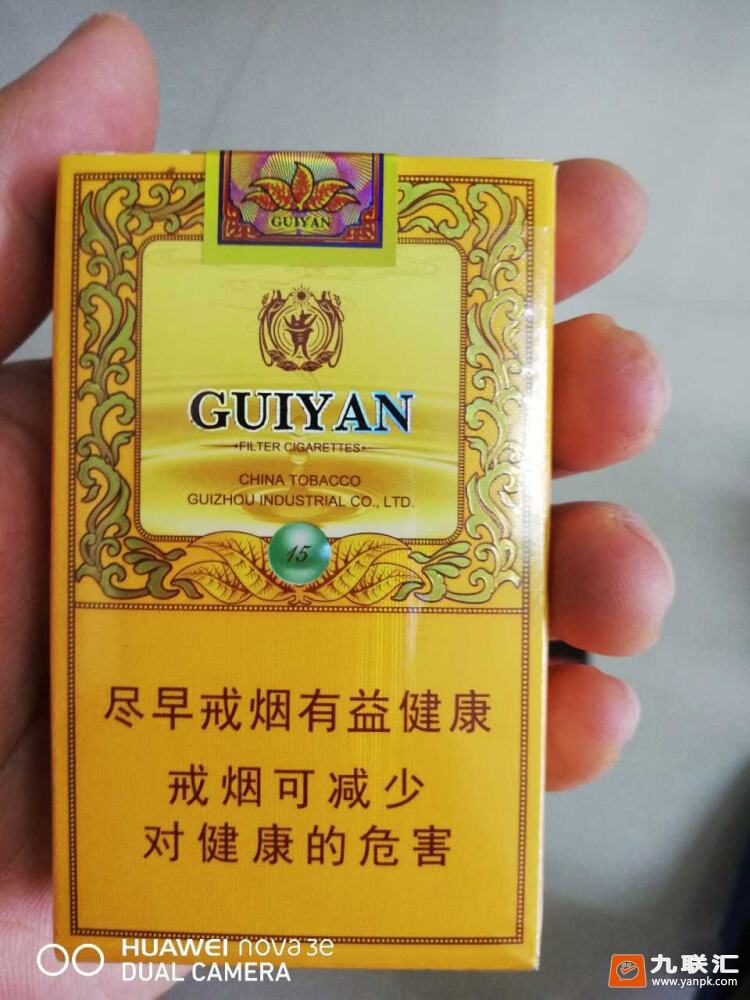 GUIYAN
GUIYAN
•FILTER CIGARETTES•
CHINA TOBACCO
GUIZHOU INDUSTRIAL CO., LTD.
15
尽早戒烟有益健康
戒烟可减少
对健康的危害
HUAWEI nova 3e
DUAL CAMERA
九联汇
www.yanpk.com